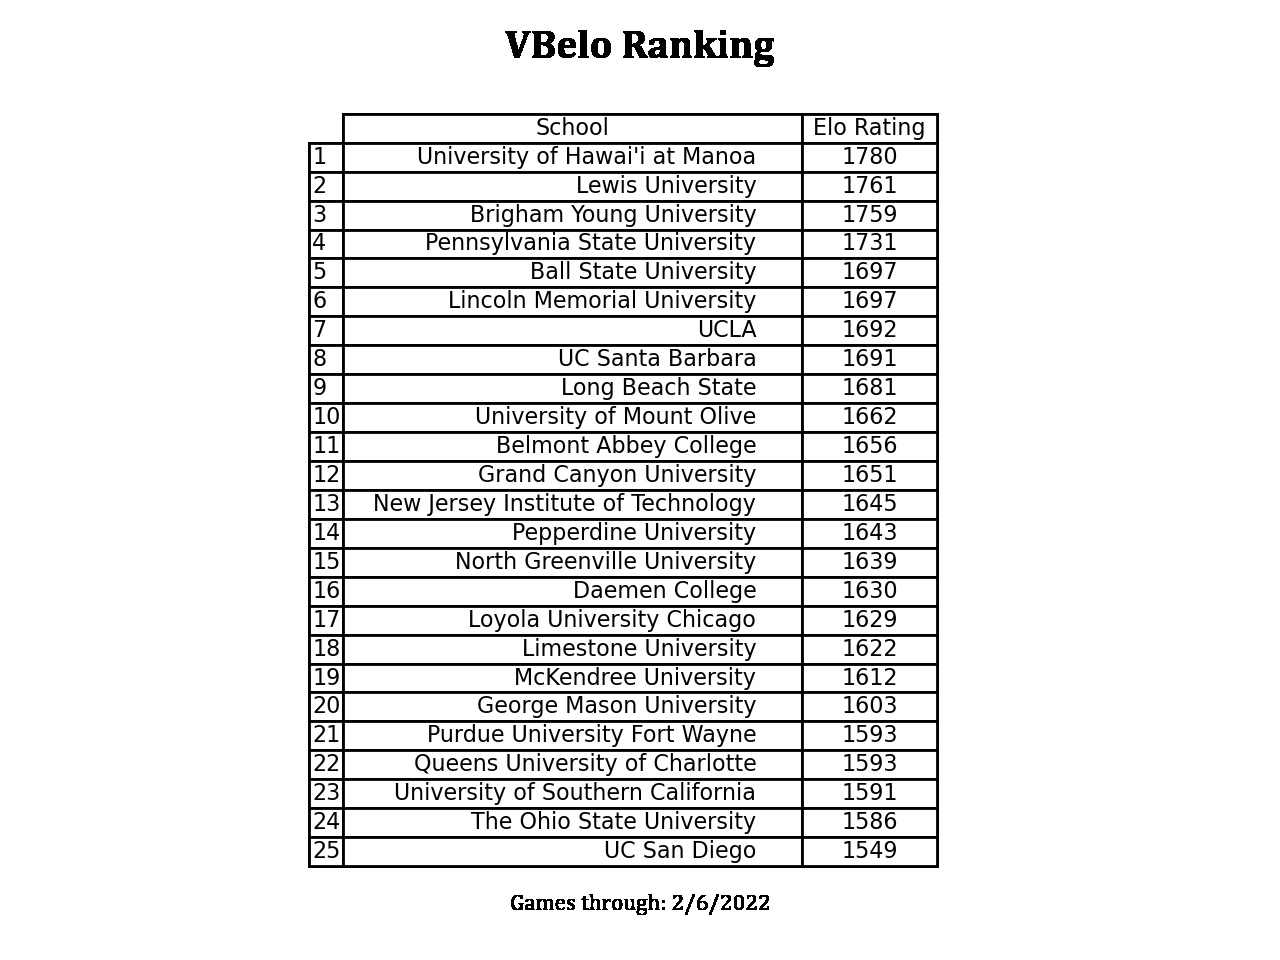 VBelo Ranking
School Elo Rating
1 University of Hawai'i at Manoa 1780
2 Lewis University 1761
3 Brigham Young University 1759
4 Pennsylvania State University 1731
5 Ball State University 1697
6 Lincoln Memorial University 1697
7 UCLA 1692
8 UC Santa Barbara 1691
9 Long Beach State 1681
10 University of Mount Olive 1662
11 Belmont Abbey College 1656
12 Grand Canyon University 1651
13 New Jersey Institute of Technology 1645
14 Pepperdine University 1643
15 North Greenville University 1639
16 Daemen College 1630
17 Loyola University Chicago 1629
18 Limestone University 1622
19 McKendree University 1612
20 George Mason University 1603
21 Purdue University Fort Wayne 1593
22 Queens University of Charlotte 1593
23 University of Southern California 1591
24 The Ohio State University 1586
25 UC San Diego 1549
Games through: 2/6/2022